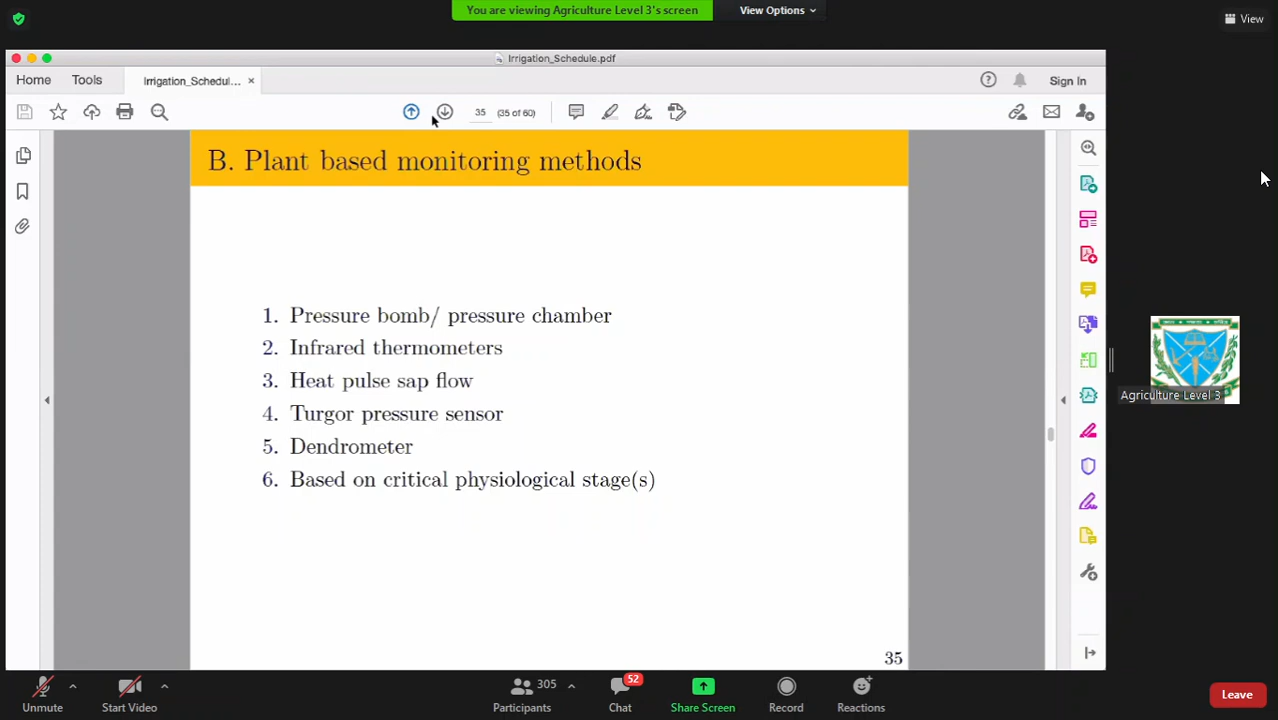 You are viewing Agriculture Level 3's screen
View Options
View
Irrigation_Schedule.pdf
Home
Tools
Irrigation_Schedul...
Sign In
35
(35 of 60)
B. Plant based monitoring methods
1. Pressure bomb/ pressure chamber
2. Infrared thermometers
3. Heat pulse sap flow
4. Turgor pressure sensor
5. Dendrometer
6. Based on critical physiological stage(s)
35
Agriculture Level 3
305
52
Unmute
Start Video
Participants
Chat
Share Screen
Record
Reactions
Leave